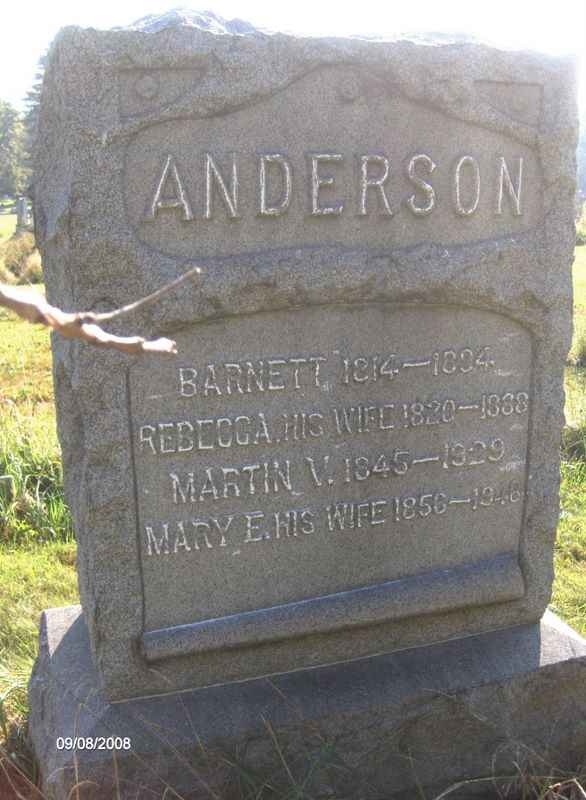 ANDERSON
BARNETT 1814—1894
REBECCA. HIS WIFE 1820—1888
MARTIN V. 1845—1929
MARY E. HIS WIFE 1856—1946
09/08/2008